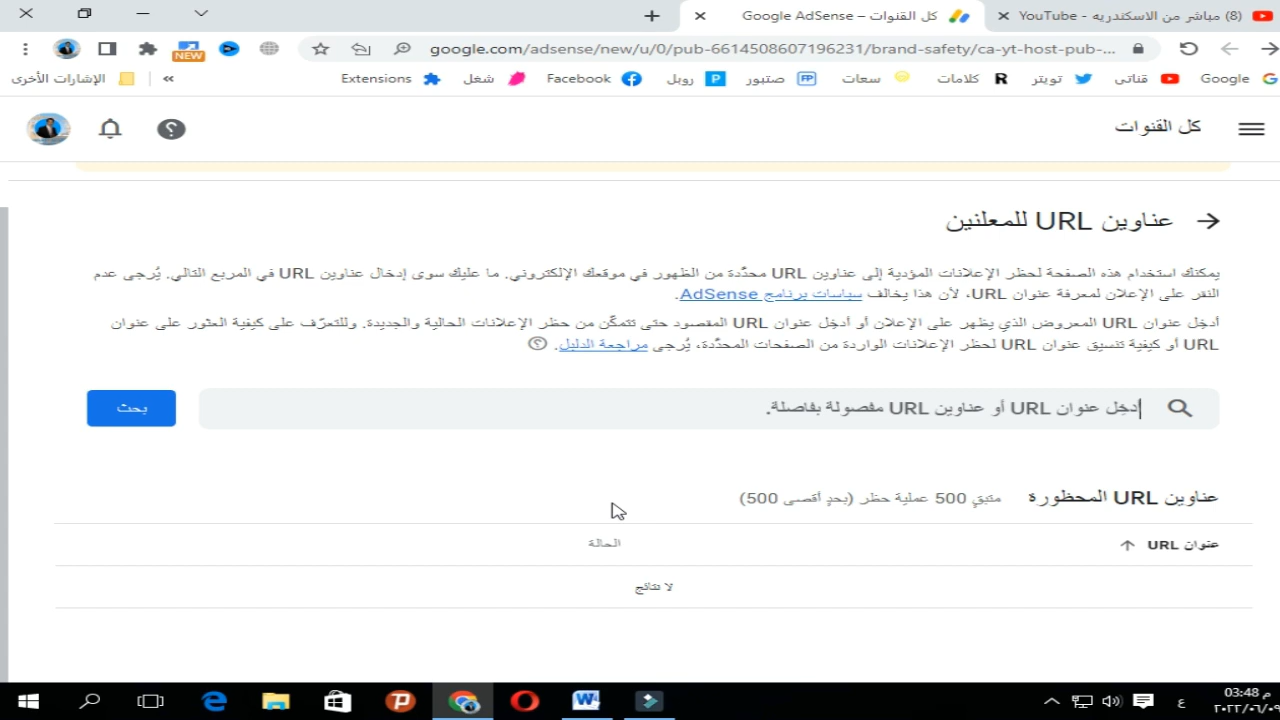 (8) مباشر من الاسكندريه - YouTube
كل القنوات – Google AdSense
google.com/adsense/new/u/0/pub-6614508607196231/brand-safety/ca-yt-host-pub-...
NEW
Google
قناتى
تويتر
كلامات
سعات
صتبور
روبل
Facebook
شغل
Extensions
»
الإشارات الأخرى
كل القنوات
عناوين URL للمعلنين
يمكنك استخدام هذه الصفحة لحظر الإعلانات المؤدية إلى عناوين URL محدّدة من الظهور في موقعك الإلكتروني. ما عليك سوى إدخال عناوين URL في المربع التالي. يُرجى عدم
النقر على الإعلان لمعرفة عنوان URL، لأن هذا يخالف سياسات برنامج AdSense.
أدخِل عنوان URL المعروض الذي يظهر على الإعلان أو أدخِل عنوان URL المقصود حتى تتمكّن من حظر الإعلانات الحالية والجديدة. وللتعرّف على كيفية العثور على عنوان
URL أو كيفية تنسيق عنوان URL لحظر الإعلانات الواردة من الصفحات المحدّدة، يُرجى مراجعة الدليل.
أدخِل عنوان URL أو عناوين URL مفصولة بفاصلة.
بحث
عناوين URL المحظورة متبقٍ 500 عملية حظر (بحدٍ أقصى 500)
عنوان URL
الحالة
لا نتائج
ع
03:48 م